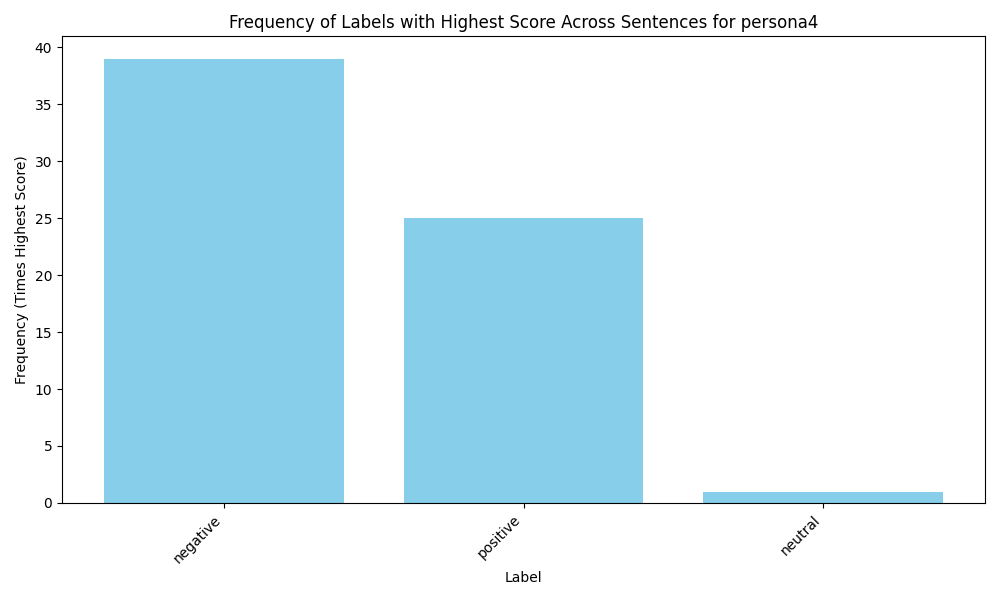 Frequency of Labels with Highest Score Across Sentences for persona4
Frequency (Times Highest Score)
40
35
30
25
20
15
10
5
0
negative
positive
neutral
Label